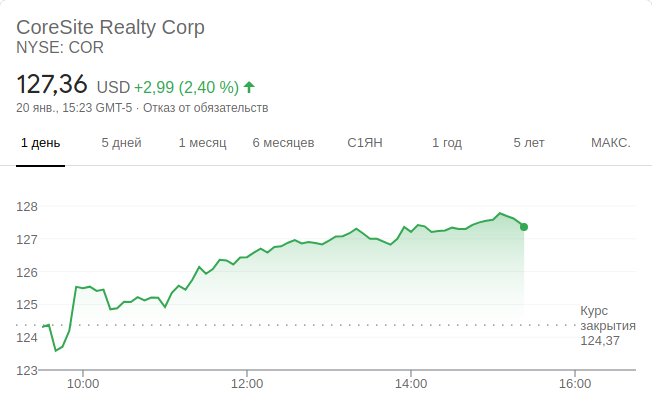 CoreSite Realty Corp
NYSE: COR
127,36 USD +2,99 (2,40 %)
20 янв., 15:23 GMT-5 · Отказ от обязательств
1 день 5 дней 1 месяц 6 месяцев С1ЯН 1 год 5 лет МАКС.
128
127
126
125
124
123
Курс
закрытия
124,37
10:00 12:00 14:00 16:00